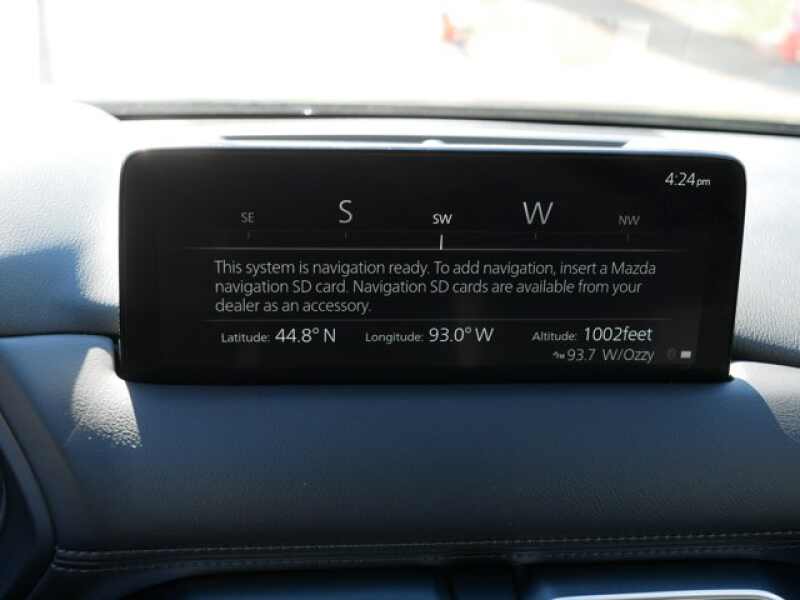 4:24pm
SE S SW W NW
This system is navigation ready. To add navigation, insert a Mazda
navigation SD card. Navigation SD cards are available from your
dealer as an accessory.
Latitude: 44.8° N Longitude: 93.0° W Altitude: 1002feet
93.7 W/Ozzy